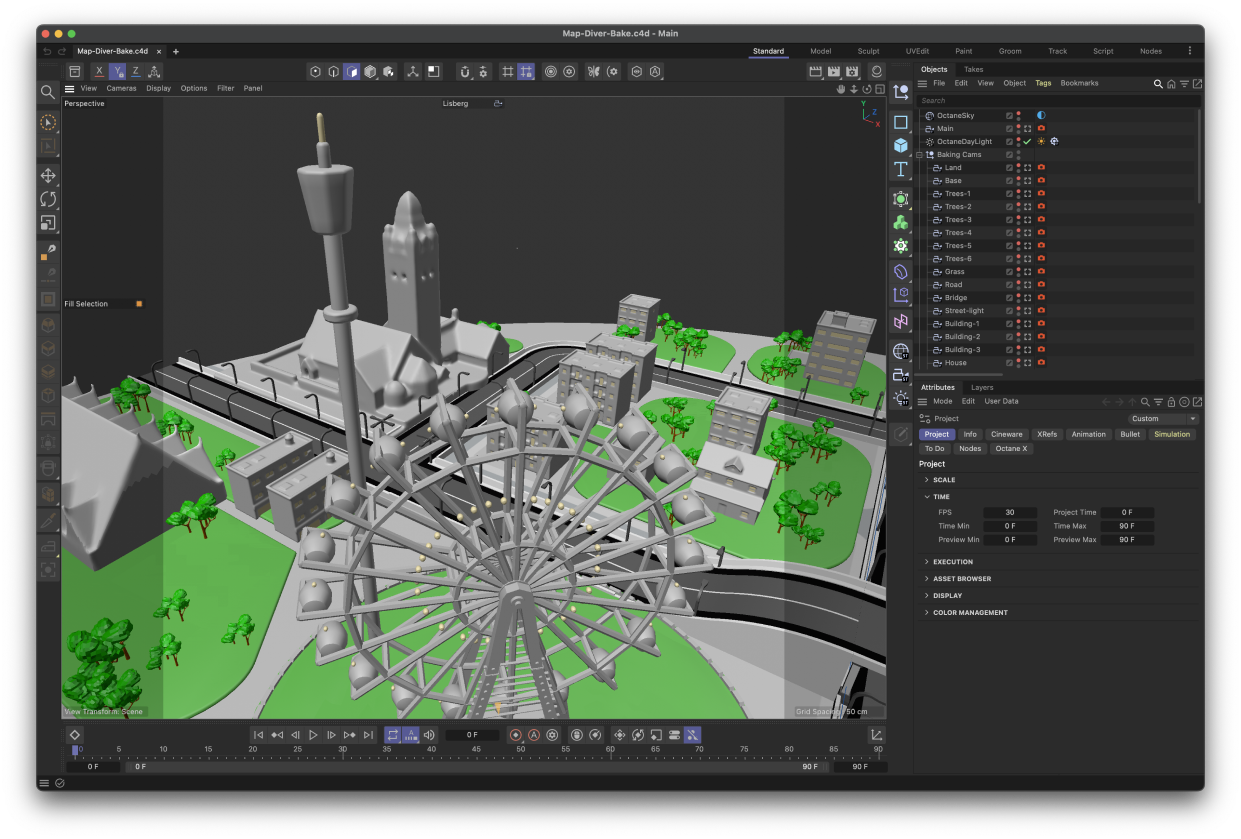 Map-Diver-Bake.c4d - Main
Map-Diver-Bake.c4d × +
Standard Model Sculpt UVEdit Paint Groom Track Script Nodes
X Y Z
View Cameras Display Options Filter Panel
Perspective
Lisberg
Y
Z
X
Fill Selection
View Transform: Scene
Grid Spacing : 50 cm
Objects Takes
File Edit View Object Tags Bookmarks
Search
OctaneSky
Main
OctaneDayLight
Baking Cams
Land
Base
Trees-1
Trees-2
Trees-3
Trees-4
Trees-5
Trees-6
Grass
Road
Bridge
Street-light
Building-1
Building-2
Building-3
House
Attributes Layers
Mode Edit User Data
Project Custom
Project Info Cineware XRefs Animation Bullet Simulation
To Do Nodes Octane X
Project
SCALE
TIME
FPS 30 Project Time 0 F
Time Min 0 F Time Max 90 F
Preview Min 0 F Preview Max 90 F
EXECUTION
ASSET BROWSER
DISPLAY
COLOR MANAGEMENT
0 F
0 5 10 15 20 25 30 35 40 45 50 55 60 65 70 75 80 85 90
0 F 0 F 90 F 90 F